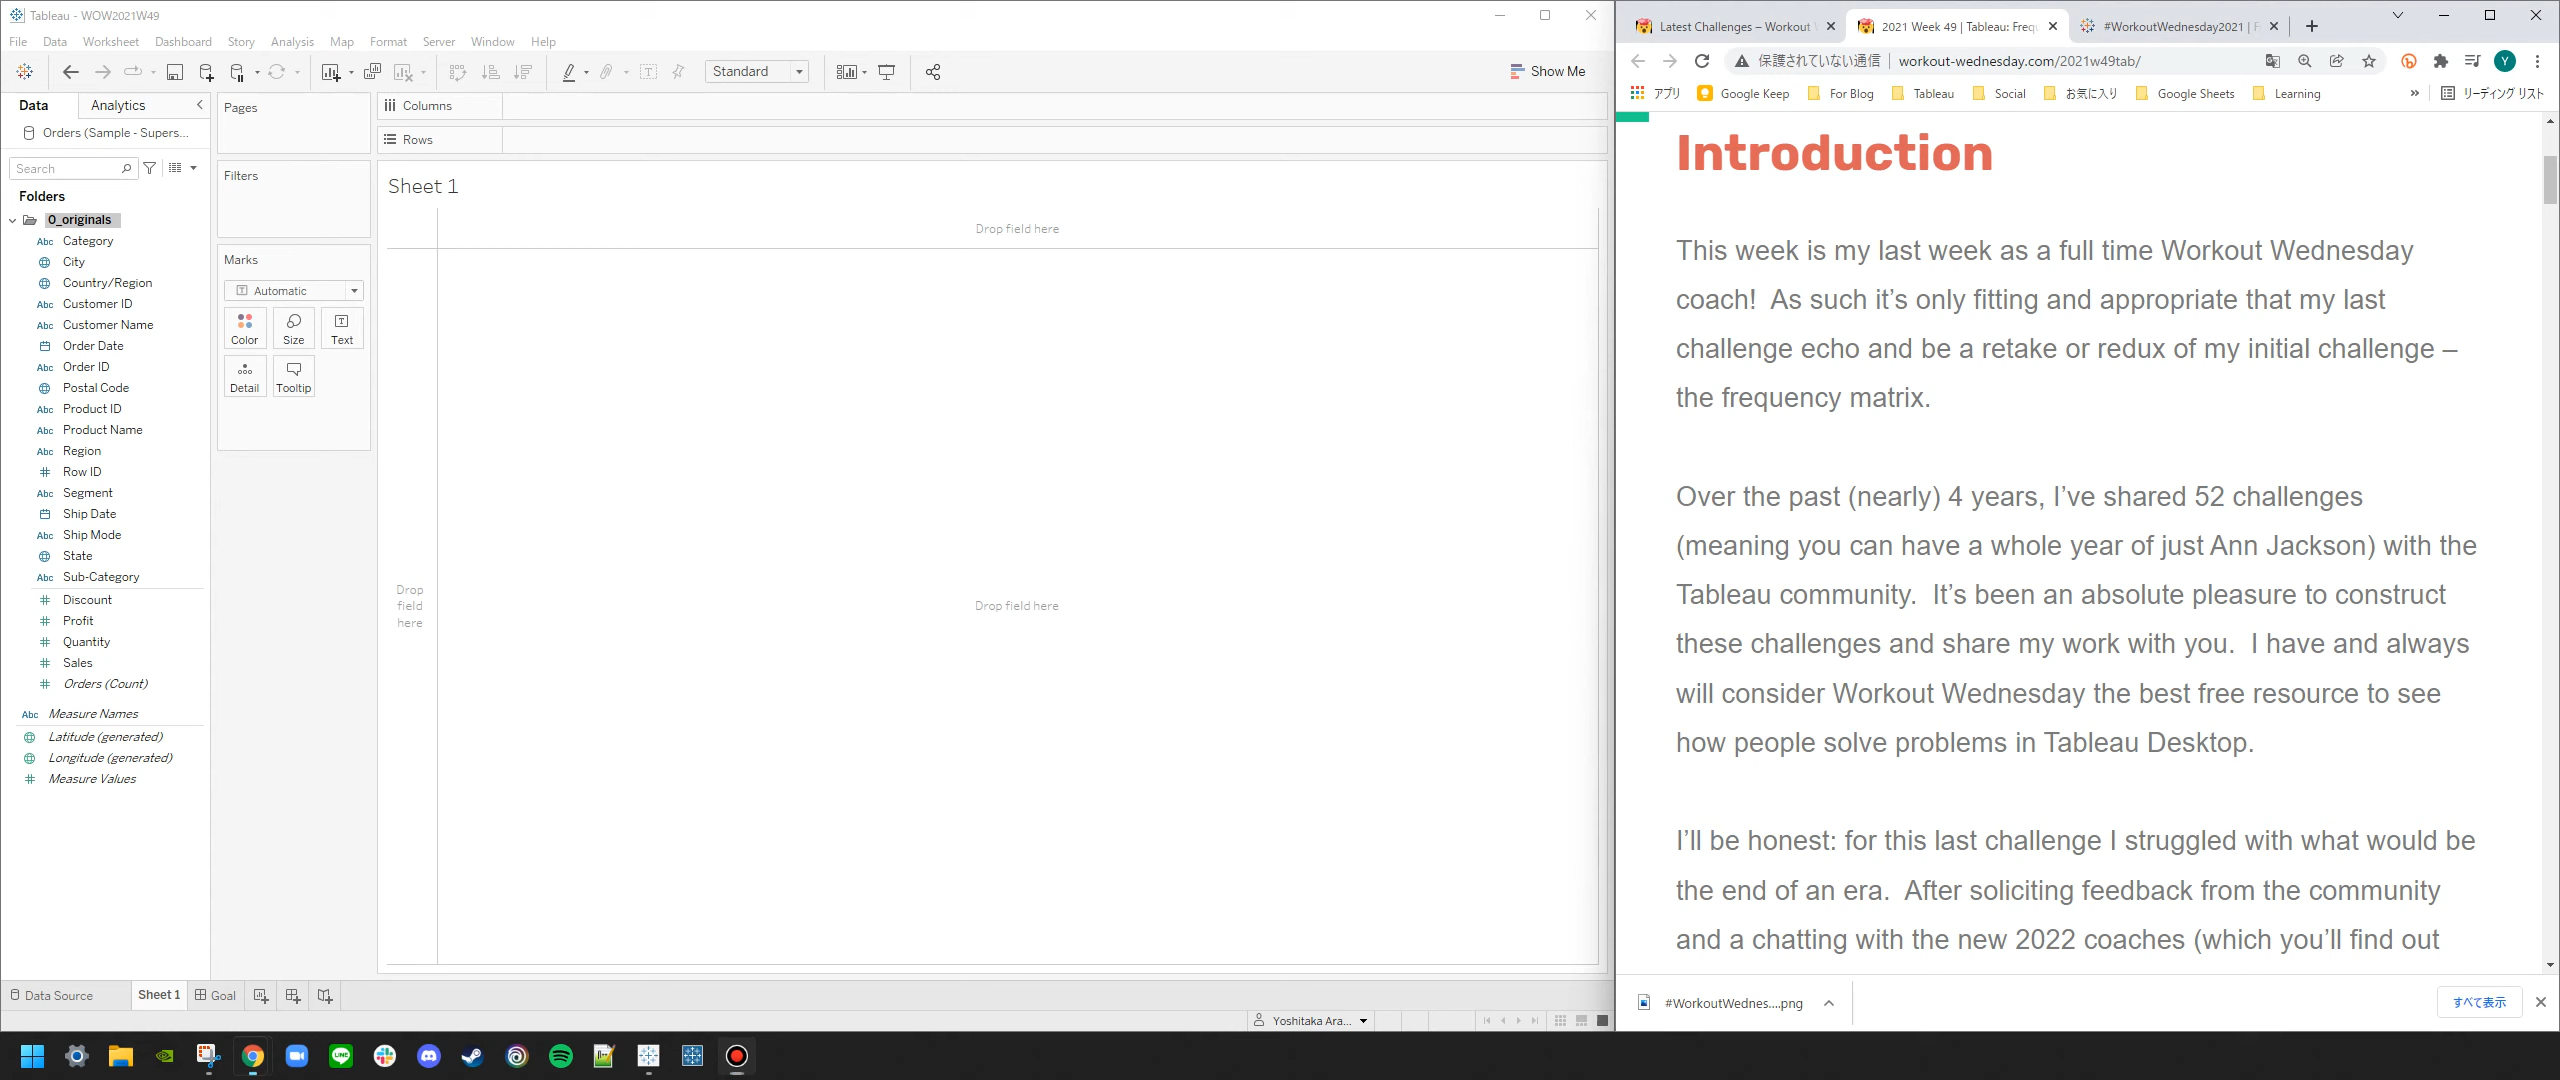 Tableau - WOW2021W49
File Data Worksheet Dashboard Story Analysis Map Format Server Window Help
Standard
Show Me
Data Analytics
Orders (Sample - Supers...
Search
Folders
0_originals
Abc Category
City
Country/Region
Abc Customer ID
Abc Customer Name
Order Date
Abc Order ID
Postal Code
Abc Product ID
Abc Product Name
Abc Region
Row ID
Abc Segment
Ship Date
Abc Ship Mode
State
Abc Sub-Category
Discount
Profit
Quantity
Sales
Orders (Count)
Abc Measure Names
Latitude (generated)
Longitude (generated)
Measure Values
Pages
Filters
Marks
Automatic
Color Size Text
Detail Tooltip
Columns
Rows
Sheet 1
Drop field here
Drop
field
here
Drop field here
Data Source Sheet 1 Goal
Yoshitaka Ara...
Latest Challenges – Workout
2021 Week 49 | Tableau: Freq
#WorkoutWednesday2021 | F
保護されていない通信 workout-wednesday.com/2021w49tab/
Y
アプリ Google Keep For Blog Tableau Social お気に入り Google Sheets Learning » リーディング リスト
Introduction
This week is my last week as a full time Workout Wednesday
coach!  As such it’s only fitting and appropriate that my last
challenge echo and be a retake or redux of my initial challenge –
the frequency matrix.
Over the past (nearly) 4 years, I’ve shared 52 challenges
(meaning you can have a whole year of just Ann Jackson) with the
Tableau community.  It’s been an absolute pleasure to construct
these challenges and share my work with you.  I have and always
will consider Workout Wednesday the best free resource to see
how people solve problems in Tableau Desktop.
I’ll be honest: for this last challenge I struggled with what would be
the end of an era.  After soliciting feedback from the community
and a chatting with the new 2022 coaches (which you’ll find out
#WorkoutWednes....png
すべて表示
LINE